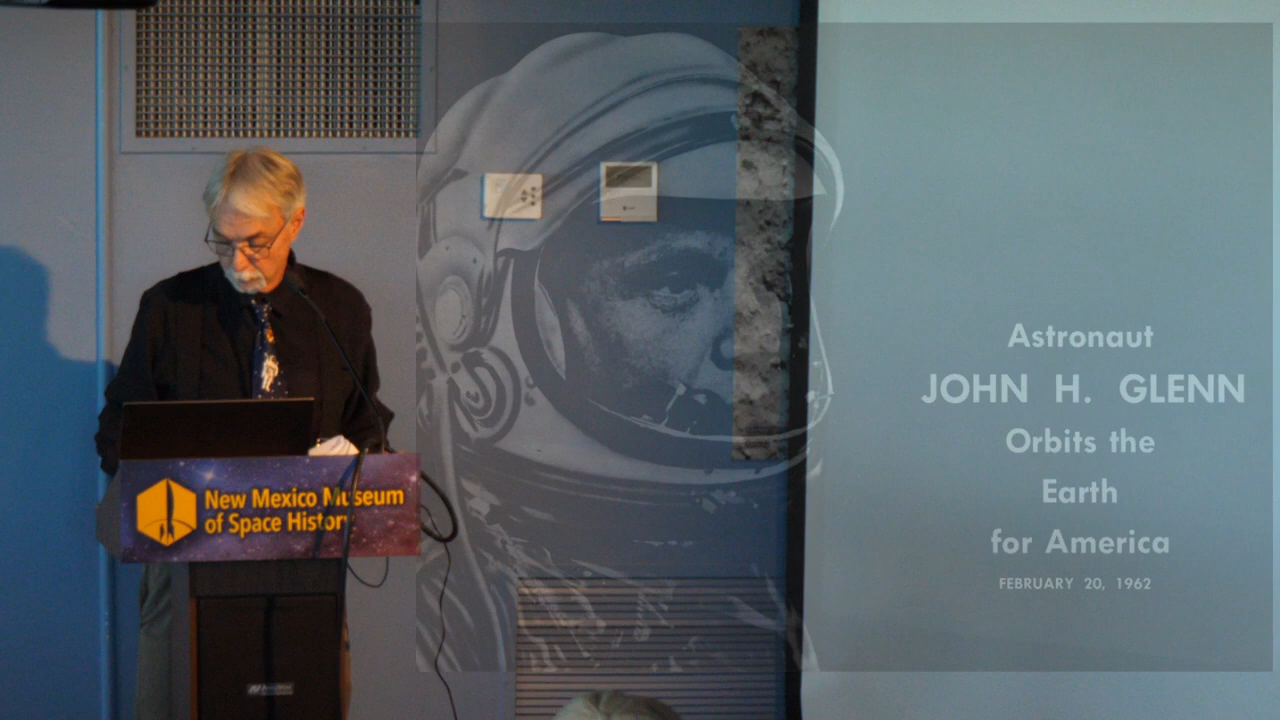 New Mexico Museum
of Space History
Astronaut
JOHN H. GLENN
Orbits the
Earth
for America
FEBRUARY 20, 1962